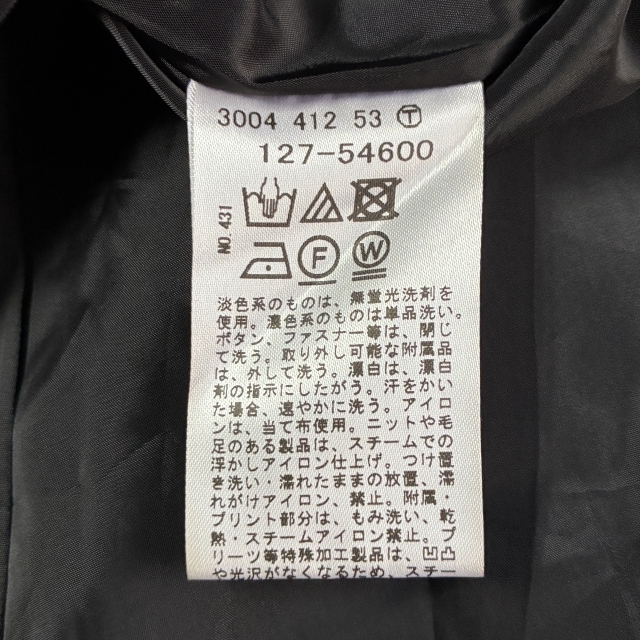 3004 412 53 Ⓣ
127-54600
NO.431
F W
淡色系のものは、無蛍光洗剤を
使用。濃色系のものは単品洗い。
ボタン、ファスナー等は、閉じ
て洗う。取り外し可能な附属品
は、外して洗う。漂白は、漂白
剤の指示にしたがう。汗をかい
た場合、速やかに洗う。アイロ
ンは、当て布使用。ニットや毛
足のある製品は、スチームでの
浮かしアイロン仕上げ。つけ置
き洗い・濡れたままの放置、濡
れがけアイロン、禁止。附属・
プリント部分は、もみ洗い、乾
熱・スチームアイロン禁止。プ
リーツ等特殊加工製品は、凹凸
や光沢がなくなるため、スチー